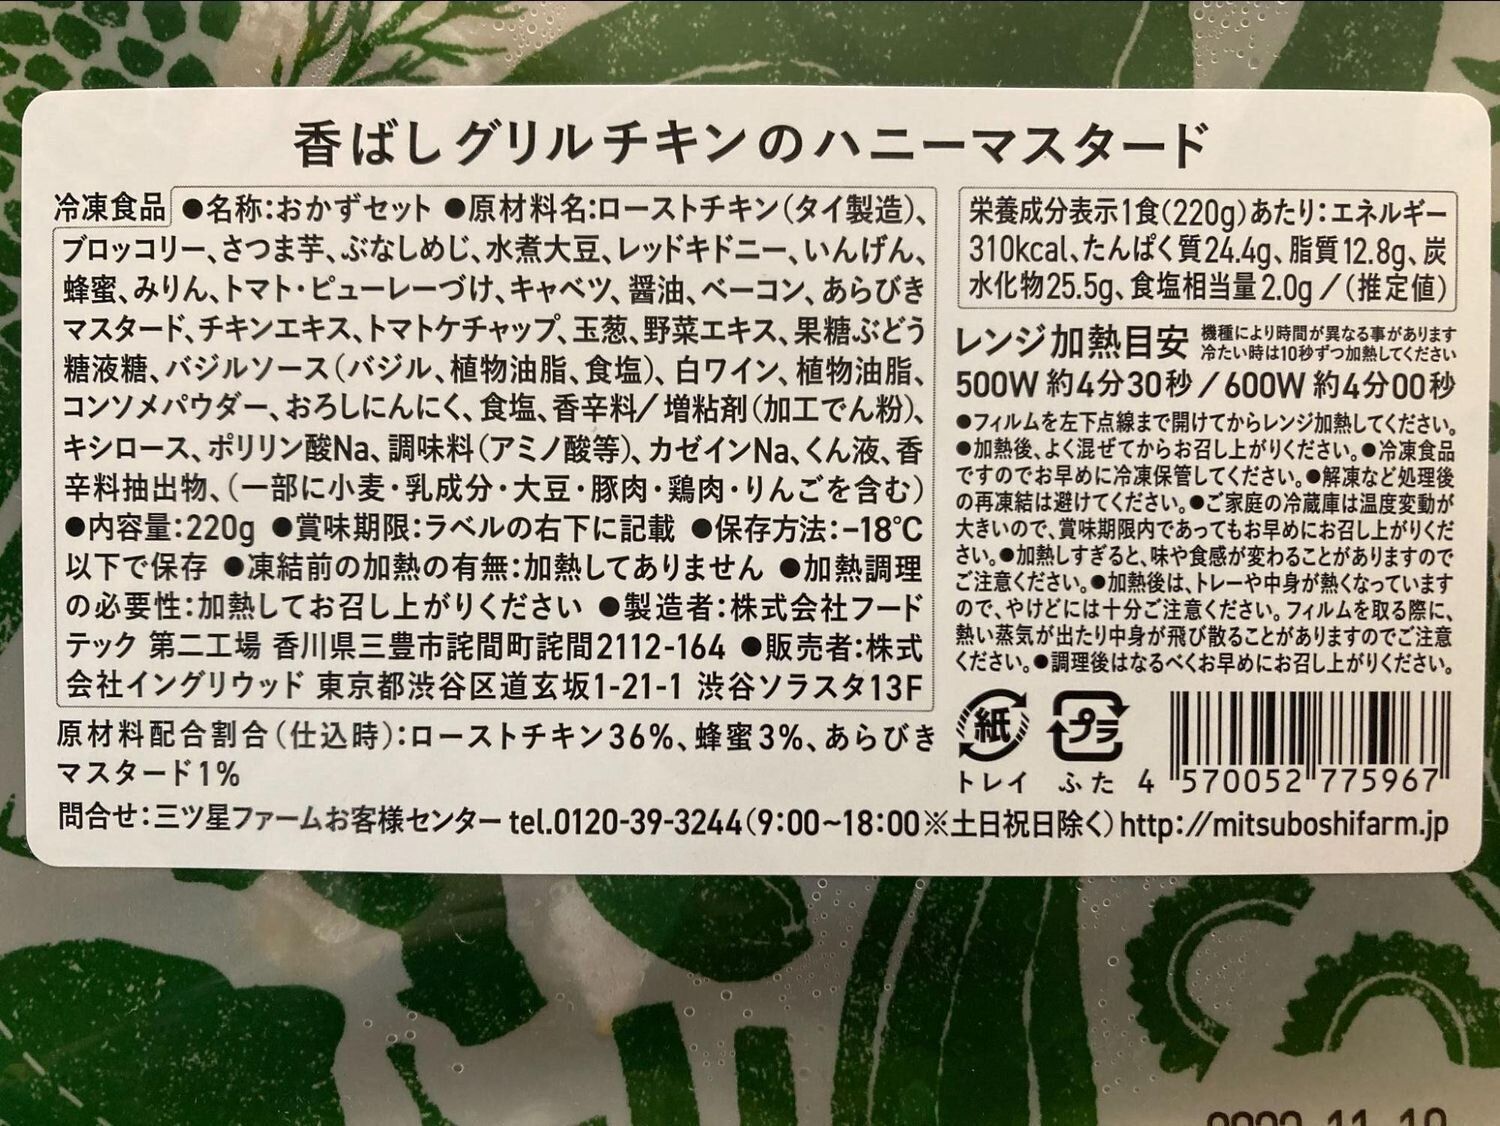 香ばしグリルチキンのハニーマスタード
冷凍食品 ●名称:おかずセット ●原材料名:ローストチキン(タイ製造)、
ブロッコリー、さつま芋、ぶなしめじ、水煮大豆、レッドキドニー、いんげん、
蜂蜜、みりん、トマト・ピューレーづけ、キャベツ、醤油、ベーコン、あらびき
マスタード、チキンエキス、トマトケチャップ、玉葱、野菜エキス、果糖ぶどう
糖液糖、バジルソース(バジル、植物油脂、食塩)、白ワイン、植物油脂、
コンソメパウダー、おろしにんにく、食塩、香辛料/増粘剤(加工でん粉)、
キシロース、ポリリン酸Na、調味料(アミノ酸等)、カゼインNa、くん液、香
辛料抽出物、(一部に小麦・乳成分・大豆・豚肉・鶏肉・りんごを含む)
●内容量:220g ●賞味期限:ラベルの右下に記載 ●保存方法:−18℃
以下で保存 ●凍結前の加熱の有無:加熱してありません ●加熱調理
の必要性:加熱してお召し上がりください ●製造者:株式会社フード
テック 第二工場 香川県三豊市詫間町詫間2112-164 ●販売者:株式
会社イングリウッド 東京都渋谷区道玄坂1-21-1 渋谷ソラスタ13F
原材料配合割合(仕込時):ローストチキン36%、蜂蜜3%、あらびき
マスタード1%
栄養成分表示1食(220g)あたり:エネルギー
310kcal、たんぱく質24.4g、脂質12.8g、炭
水化物25.5g、食塩相当量2.0g/(推定値)
レンジ加熱目安
機種により時間が異なる事があります
冷たい時は10秒ずつ加熱してください
500W 約4分30秒/600W 約4分00秒
●フィルムを左下点線まで開けてからレンジ加熱してください。
●加熱後、よく混ぜてからお召し上がりください。●冷凍食品
ですのでお早めに冷凍保管してください。●解凍など処理後
の再凍結は避けてください。●ご家庭の冷蔵庫は温度変動が
大きいので、賞味期限内であってもお早めにお召し上がりくだ
さい。●加熱しすぎると、味や食感が変わることがありますので
ご注意ください。●加熱後は、トレーや中身が熱くなっています
ので、やけどには十分ご注意ください。フィルムを取る際に、
熱い蒸気が出たり中身が飛び散ることがありますのでご注意
ください。●調理後はなるべくお早めにお召し上がりください。
紙 プラ
トレイ ふた 4 570052 775967
問合せ:三ツ星ファームお客様センター tel.0120-39-3244(9:00~18:00※土日祝日除く) http://mitsuboshifarm.jp